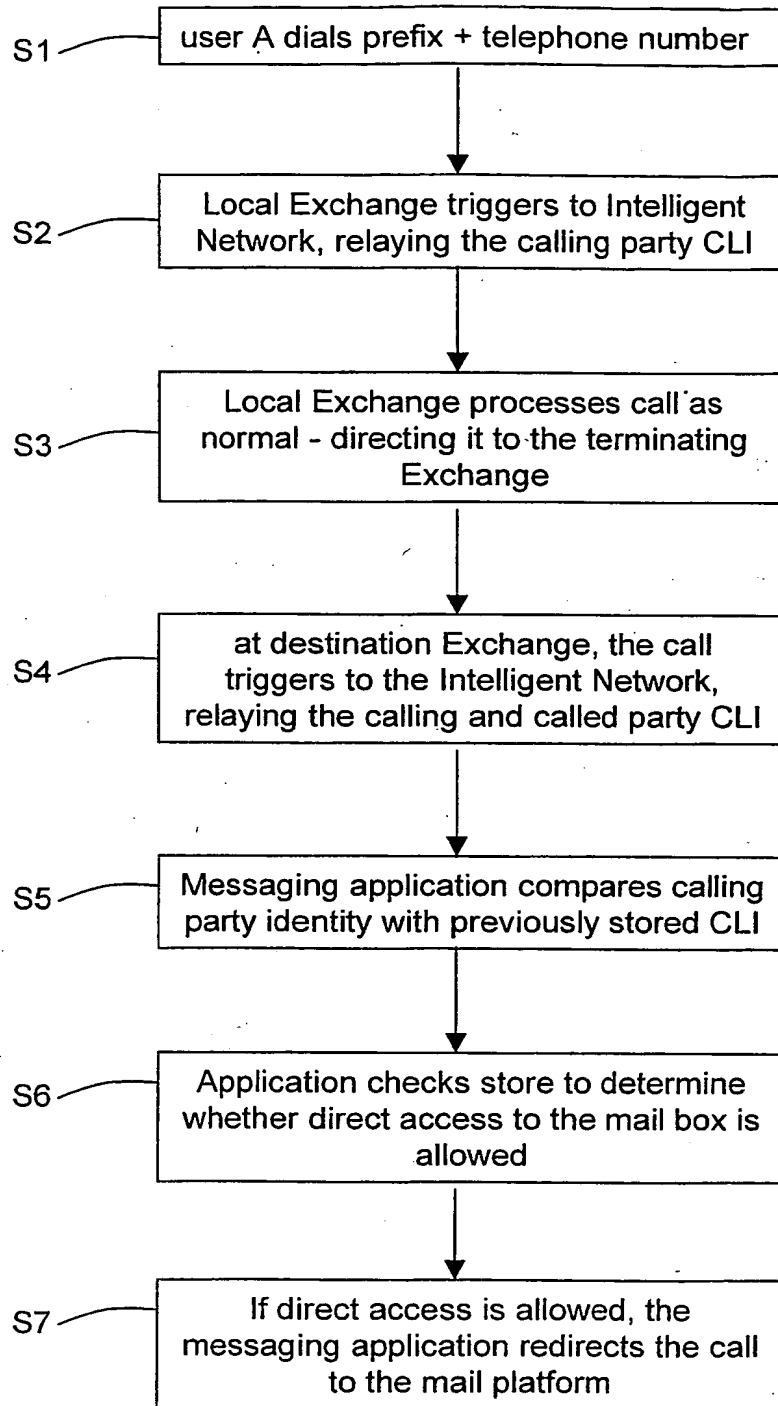 S1
user A dials prefix + telephone number
S2
Local Exchange triggers to Intelligent
Network, relaying the calling party CLI
S3
Local Exchange processes call as
normal - directing it to the terminating
Exchange
S4
at destination Exchange, the call
triggers to the Intelligent Network,
relaying the calling and called party CLI
S5
Messaging application compares calling
party identity with previously stored CLI
S6
Application checks store to determine
whether direct access to the mail box is
allowed
S7
If direct access is allowed, the
messaging application redirects the call
to the mail platform